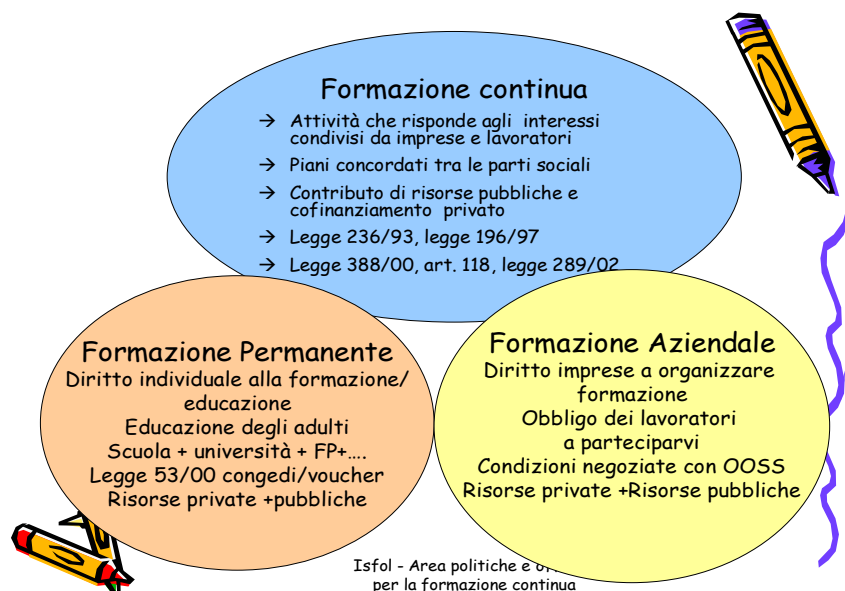 Formazione continua
→ Attività che risponde agli interessi
condivisi da imprese e lavoratori
→ Piani concordati tra le parti sociali
→ Contributo di risorse pubbliche e
cofinanziamento privato
→ Legge 236/93, legge 196/97
→ Legge 388/00, art. 118, legge 289/02
Formazione Permanente
Diritto individuale alla formazione/
educazione
Educazione degli adulti
Scuola + università + FP+....
Legge 53/00 congedi/voucher
Risorse private +pubbliche
Formazione Aziendale
Diritto imprese a organizzare
formazione
Obbligo dei lavoratori
a parteciparvi
Condizioni negoziate con OOSS
Risorse private +Risorse pubbliche
Isfol - Area politiche e
per la formazione continua